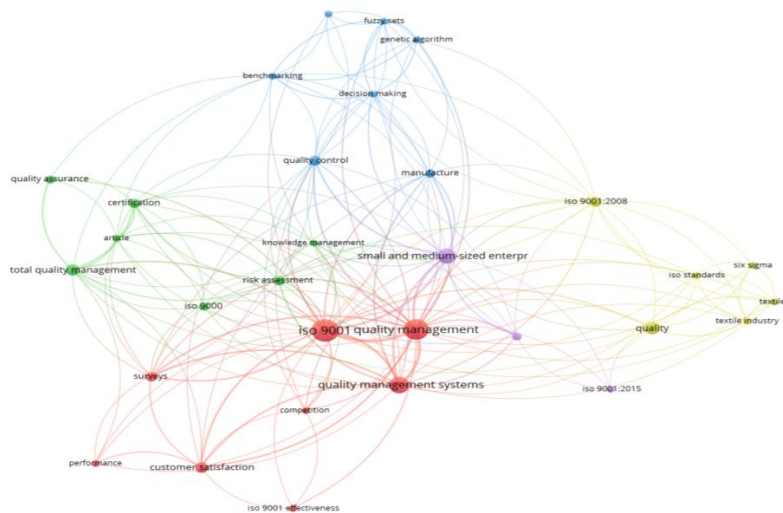 fuzzy sets
genetic algorithm
benchmarking
decision making
quality control
manufacture
quality assurance
certification
iso 9001:2008
article
knowledge management
small and medium-sized enterpr
total quality management
risk assessment
six sigma
iso standards
iso 9000
textile
textile industry
iso 9001
quality management
quality
surveys
quality management systems
iso 9001:2015
competition
performance
customer satisfaction
iso 9001 effectiveness